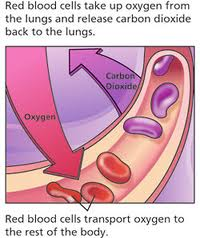 Red blood cells take up oxygen from
the lungs and release carbon dioxide
back to the lungs.
Carbon
Dioxide
Oxygen
Red blood cells transport oxygen to
the rest of the body.